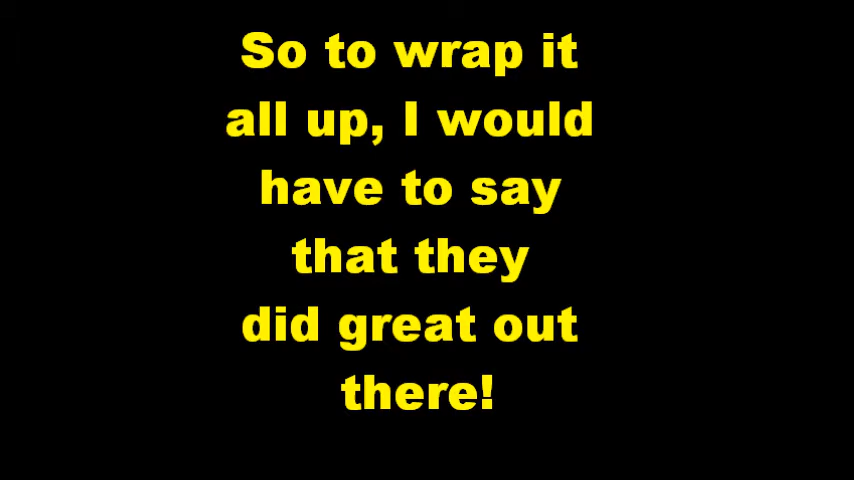 So to wrap it
all up, I would
have to say
that they
did great out
there!